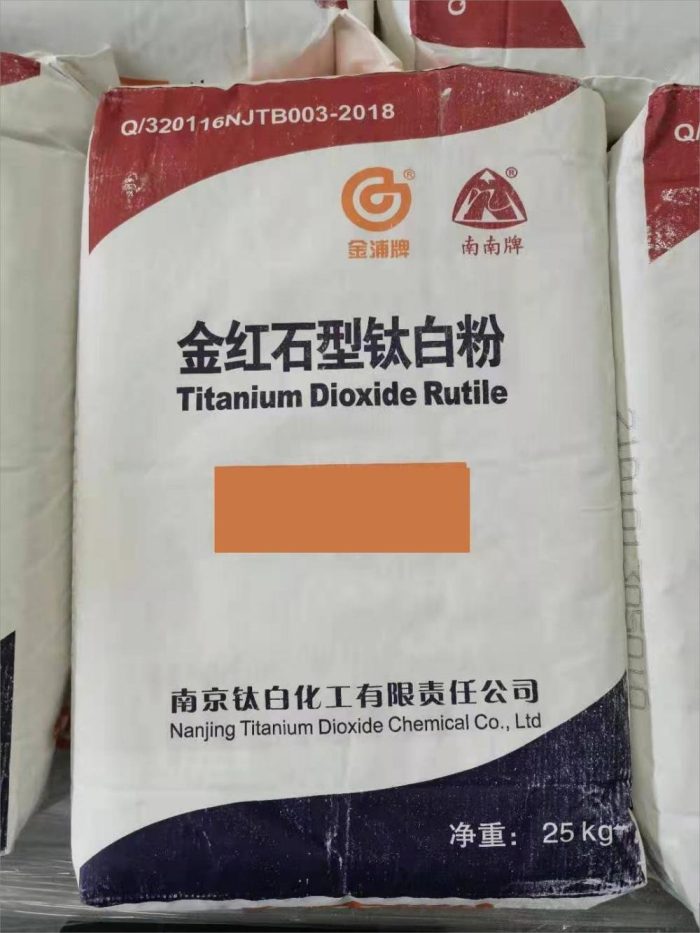 Q/320116NJTB003-2018
金浦牌
®
南南牌
®
金红石型钛白粉
Titanium Dioxide Rutile
南京钛白化工有限责任公司
Nanjing Titanium Dioxide Chemical Co., Ltd
净重: 25 kg
Q/